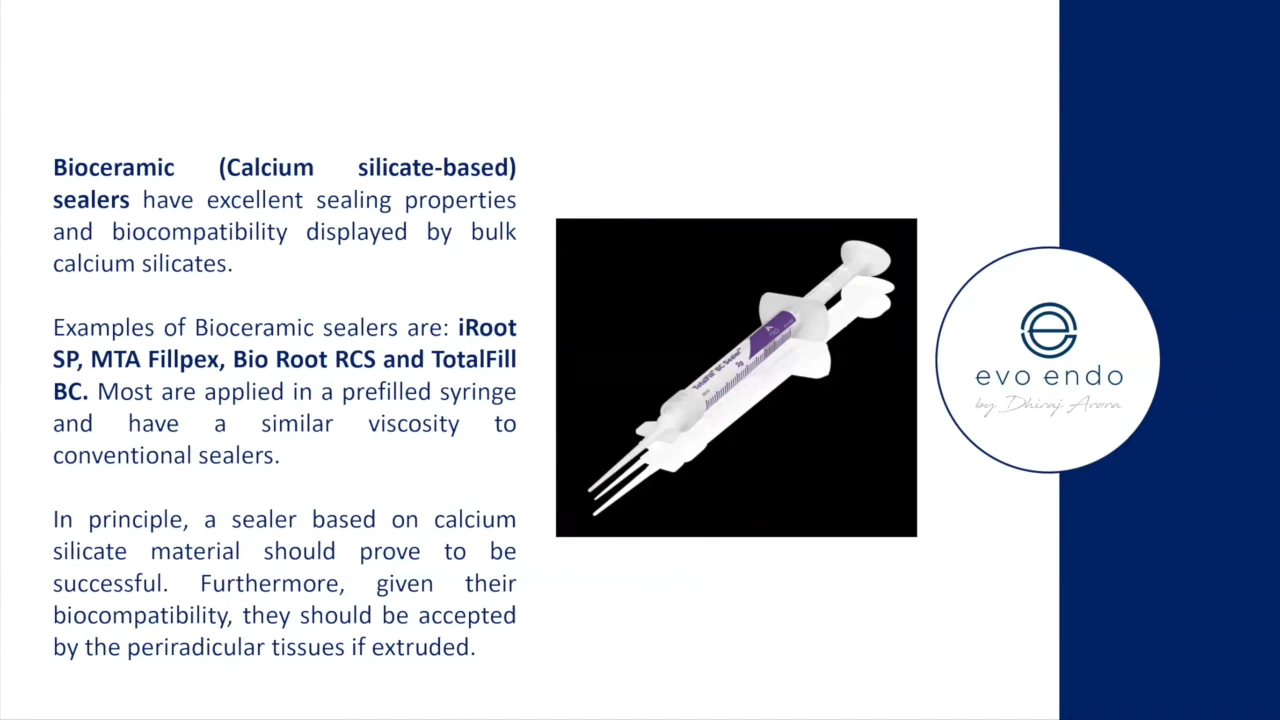 Bioceramic (Calcium silicate-based)
sealers have excellent sealing properties
and biocompatibility displayed by bulk
calcium silicates.
Examples of Bioceramic sealers are: iRoot
SP, MTA Fillpex, Bio Root RCS and TotalFill
BC. Most are applied in a prefilled syringe
and have a similar viscosity to
conventional sealers.
In principle, a sealer based on calcium
silicate material should prove to be
successful. Furthermore, given their
biocompatibility, they should be accepted
by the periradicular tissues if extruded.
TotalFill BC Sealer
2g
evo endo
by Dhiraj Arora